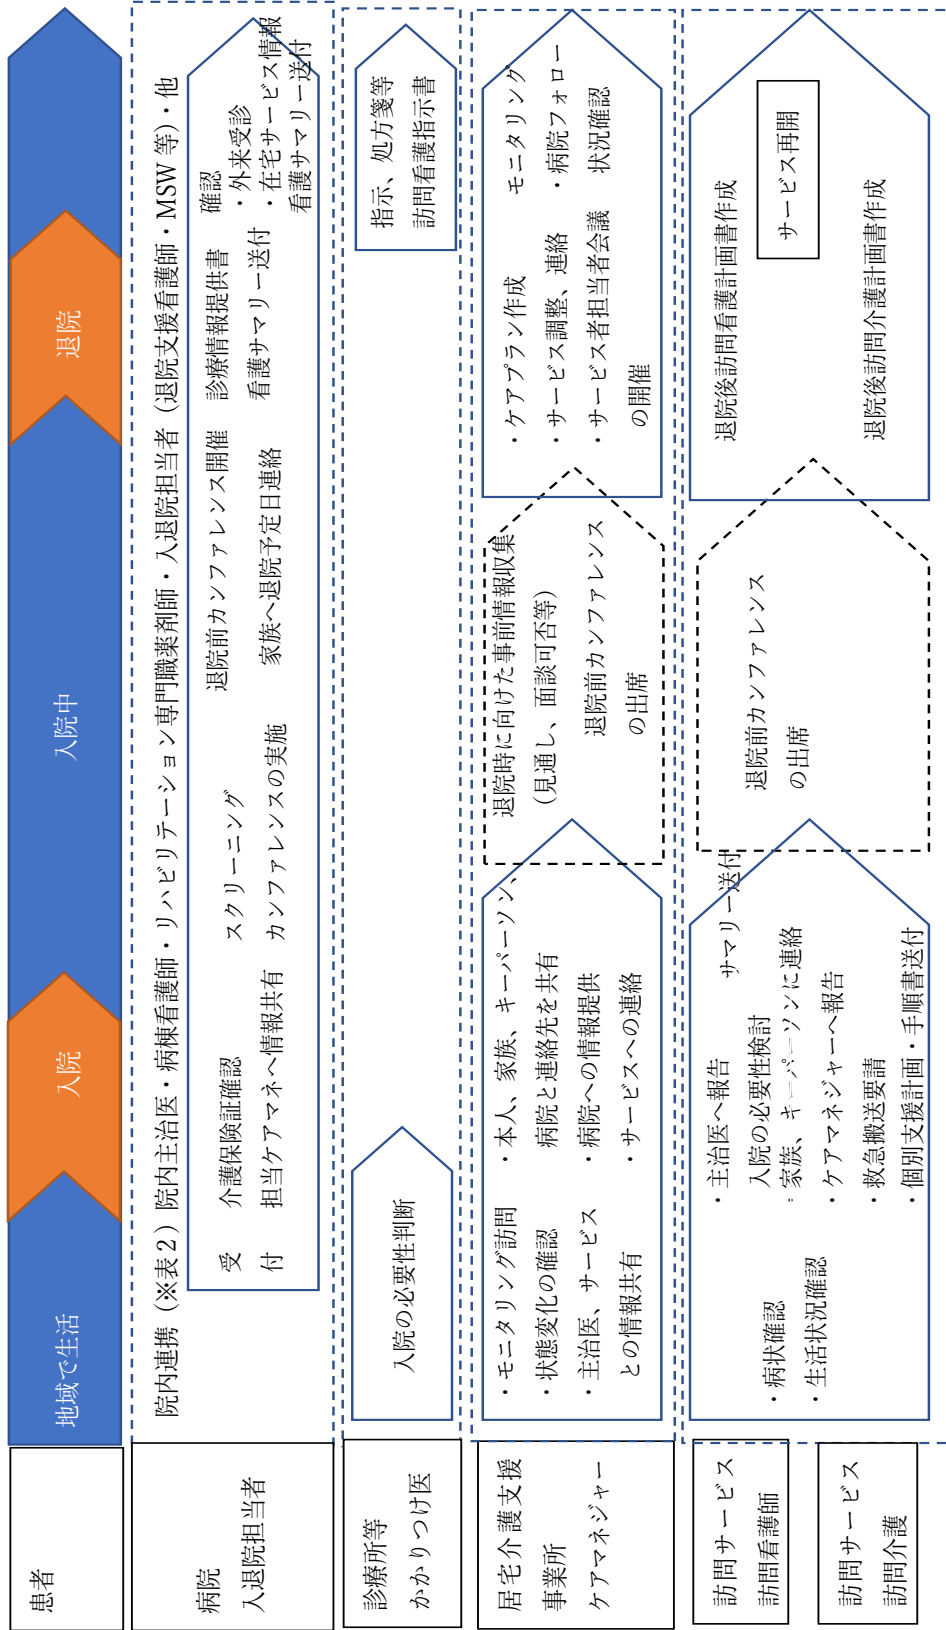 患者
地域で生活
入院
入院中
退院
病院
入退院担当者
院内連携（※表２）院内主治医・病棟看護師・リハビリテーション専門職薬剤師・入退院担当者（退院支援看護師・MSW 等）・他
受
付
介護保険証確認
担当ケアマネへ情報共有
スクリーニング
カンファレンスの実施
退院前カンファレンス開催
家族へ退院予定日連絡
診療情報提供書
看護サマリー送付
確認
・外来受診
・在宅サービス情報
看護サマリー送付
診療所等
かかりつけ医
入院の必要性判断
指示、処方箋等
訪問看護指示書
居宅介護支援
事業所
ケアマネジャー
・モニタリング訪問
・状態変化の確認
・主治医、サービス
との情報共有
・本人、家族、キーパーソン、
病院と連絡先を共有
・病院への情報提供
・サービスへの連絡
退院時に向けた事前情報収集
（見通し、面談可否等）
退院前カンファレンス
の出席
・ケアプラン作成
・サービス調整、連絡
・サービス者担当者会議
の開催
モニタリング
・病院フォロー
状況確認
訪問サービス
訪問看護師
訪問サービス
訪問介護
・病状確認
・生活状況確認
・主治医へ報告
サマリー送付
入院の必要性検討
・家族、キーパーソンに連絡
・ケアマネジャーへ報告
・救急搬送要請
・個別支援計画・手順書送付
退院前カンファレンス
の出席
退院後訪問看護計画書作成
サービス再開
退院後訪問介護計画書作成